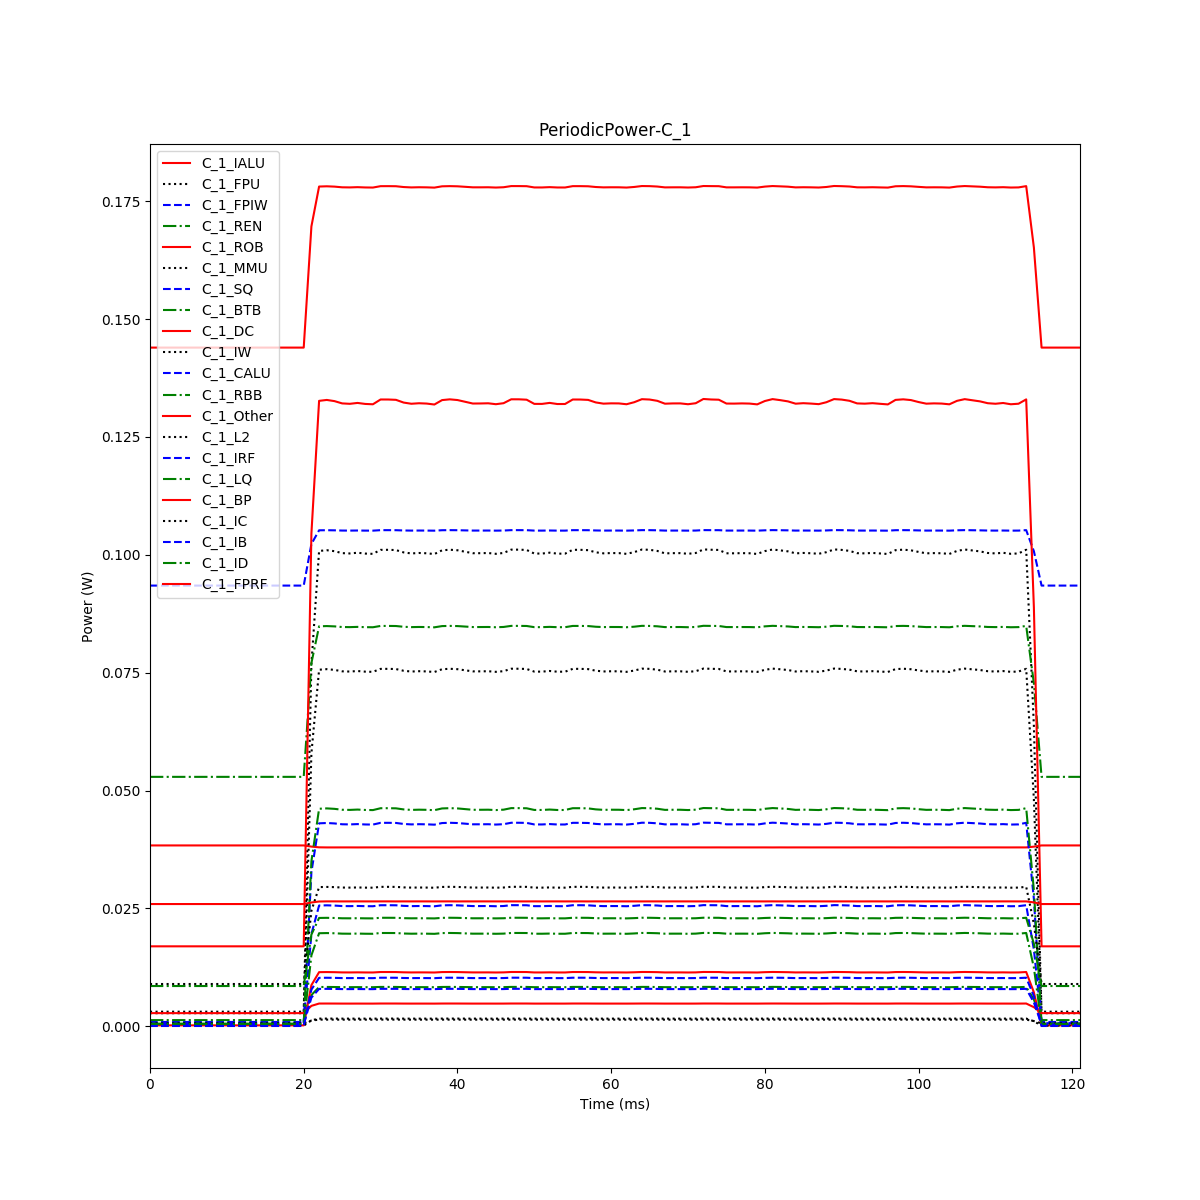 PeriodicPower-C_1
C_1_IALU
C_1_FPU
C_1_FPIW
C_1_REN
C_1_ROB
C_1_MMU
C_1_SQ
C_1_BTB
C_1_DC
C_1_IW
C_1_CALU
C_1_RBB
C_1_Other
C_1_L2
C_1_IRF
C_1_LQ
C_1_BP
C_1_IC
C_1_IB
C_1_ID
C_1_FPRF
0.175
0.150
0.125
0.100
0.075
0.050
0.025
0.000
Power (W)
0 20 40 60 80 100 120
Time (ms)